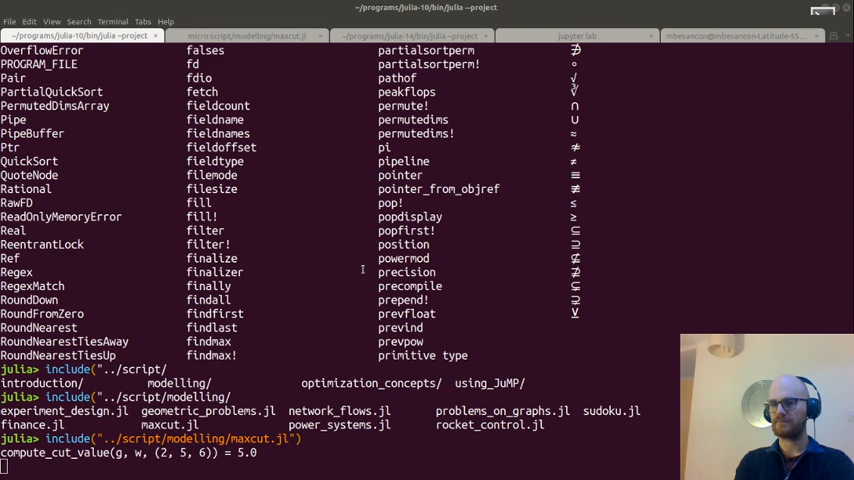 ~/programs/julia-10/bin/julia --project
File Edit View Search Terminal Tabs Help
~/programs/julia-10/bin/julia --project × micro script/modelling/maxcut.jl × ~/programs/julia-14/bin/julia --project × jupyter lab × mbesancon@mbesancon-Latitude-55... ×
OverflowError falses partialsortperm ∌
PROGRAM_FILE fd partialsortperm! ∘
Pair fdio pathof √
PartialQuickSort fetch peakflops ∛
PermutedDimsArray fieldcount permute! ∩
Pipe fieldname permutedims ∪
PipeBuffer fieldnames permutedims! ≈
Ptr fieldoffset pi ≉
QuickSort fieldtype pipeline ≠
QuoteNode filemode pointer ≡
Rational filesize pointer_from_objref ≢
RawFD fill pop! ≤
ReadOnlyMemoryError fill! popdisplay ≥
Real filter popfirst! ⊆
ReentrantLock filter! position ⊇
Ref finalize powermod ⊈
Regex finalizer precision ⊉
RegexMatch finally precompile ⊊
RoundDown findall prepend! ⊋
RoundFromZero findfirst prevfloat ⊻
RoundNearest findlast prevind
RoundNearestTiesAway findmax prevpow
RoundNearestTiesUp findmax! primitive type
julia> include("../script/
introduction/ modelling/ optimization_concepts/ using_JuMP/
julia> include("../script/modelling/
experiment_design.jl geometric_problems.jl network_flows.jl problems_on_graphs.jl sudoku.jl
finance.jl maxcut.jl power_systems.jl rocket_control.jl
julia> include("../script/modelling/maxcut.jl")
compute_cut_value(g, w, (2, 5, 6)) = 5.0